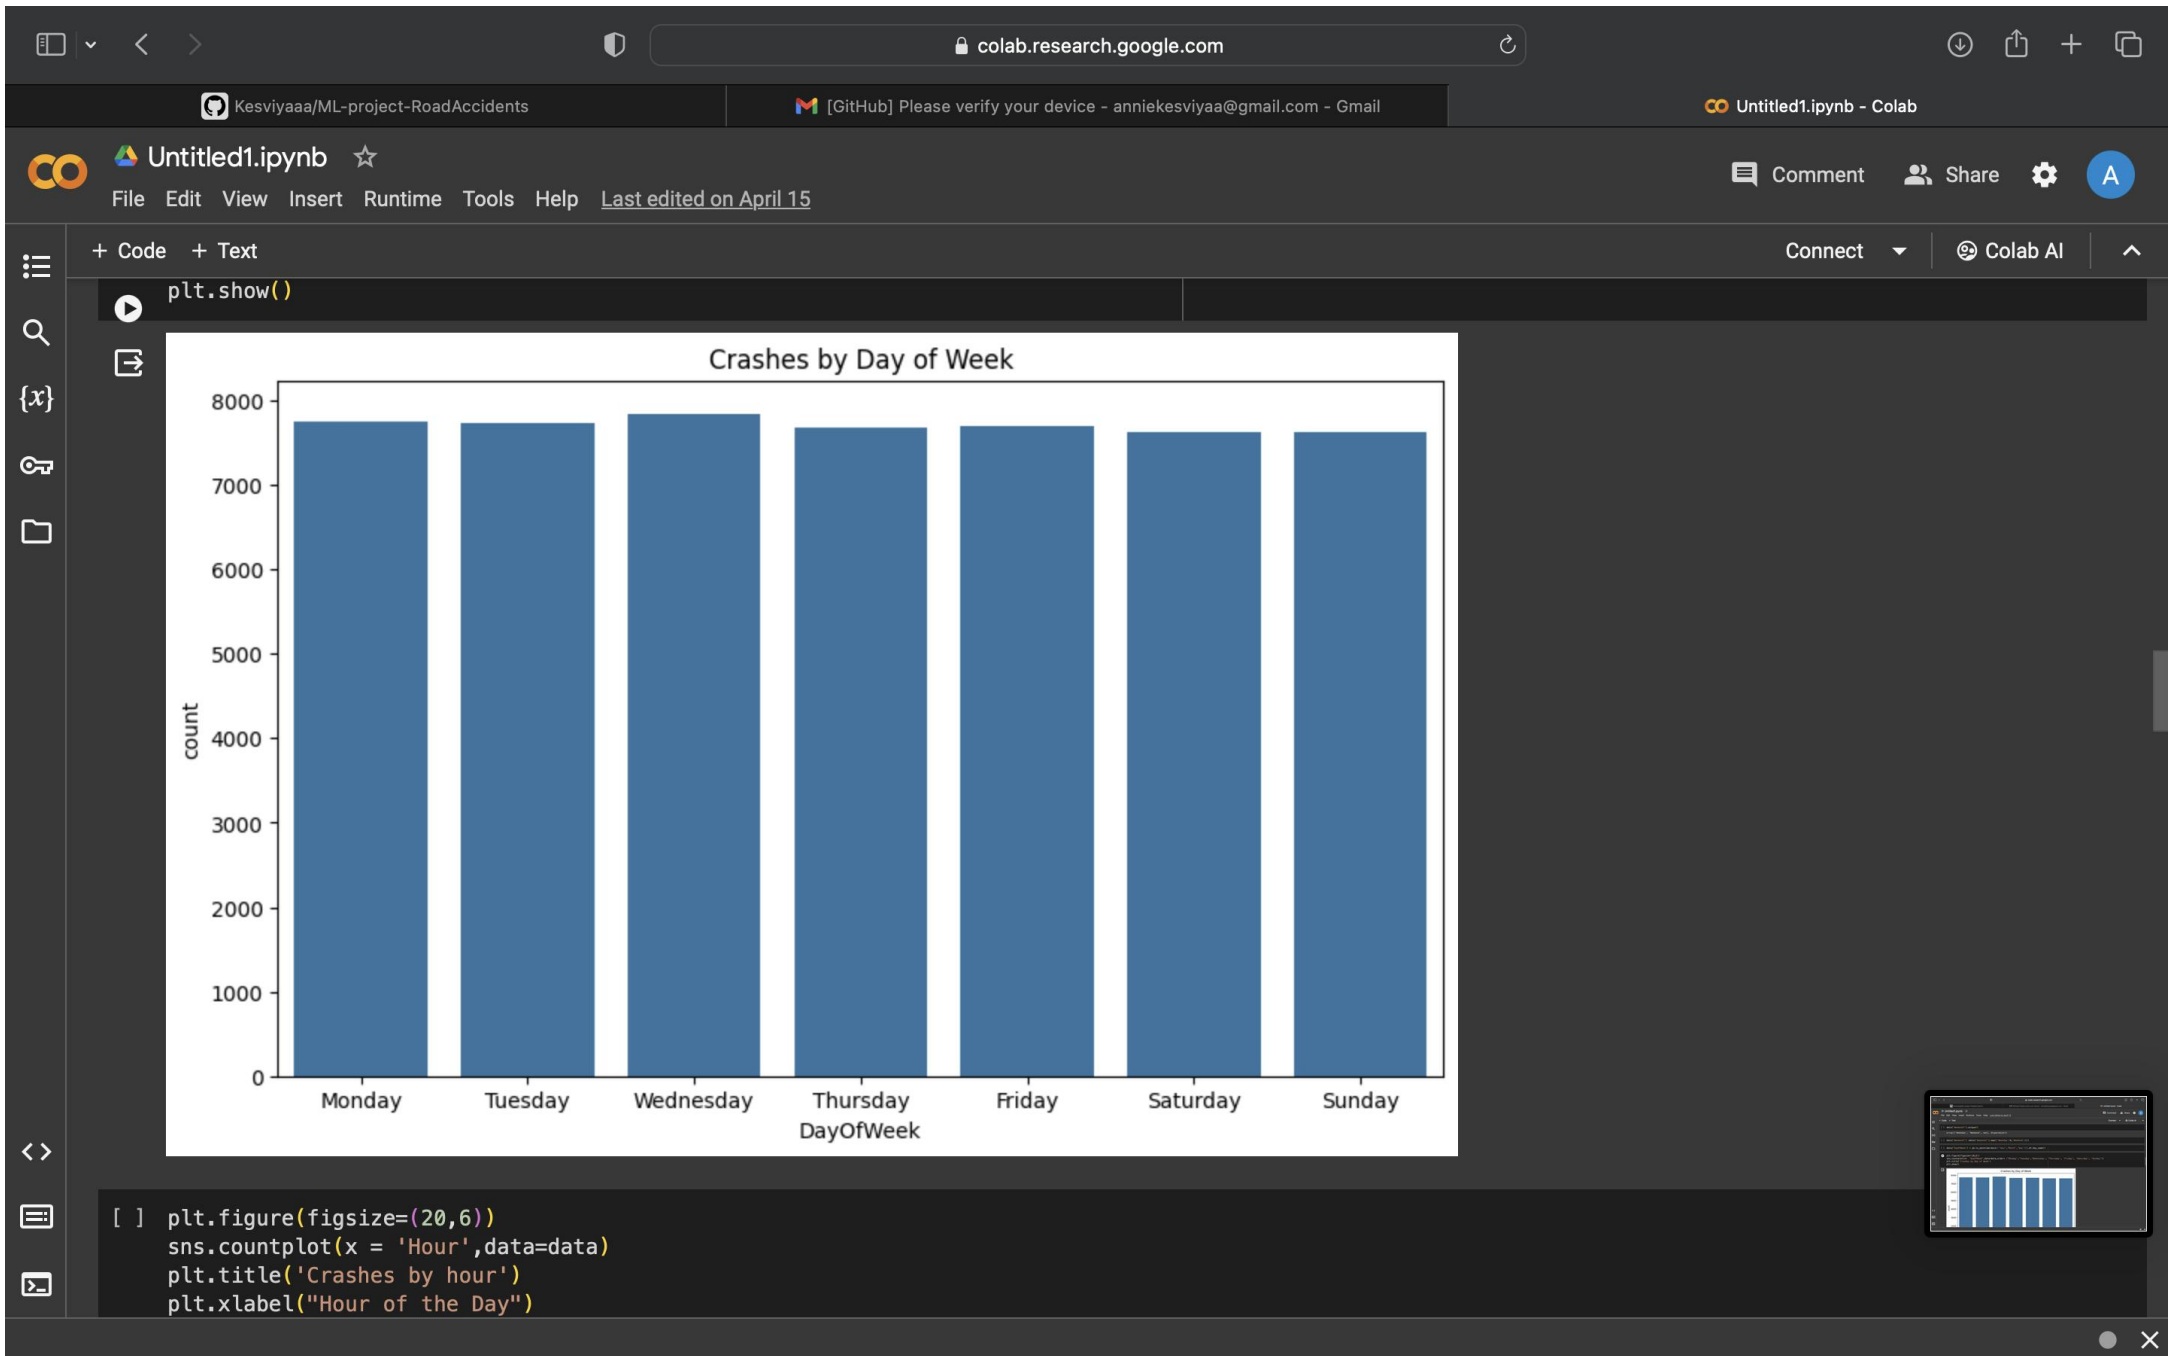 colab.research.google.com
Kesviyaaa/ML-project-RoadAccidents
[GitHub] Please verify your device - anniekesviyaa@gmail.com - Gmail
Untitled1.ipynb - Colab
Untitled1.ipynb
Comment
Share
A
File Edit View Insert Runtime Tools Help Last edited on April 15
+ Code + Text
Connect
Colab AI
plt.show()
{x}
Crashes by Day of Week
8000
7000
6000
5000
4000
3000
2000
1000
0
count
Monday Tuesday Wednesday Thursday Friday Saturday Sunday
DayOfWeek
[ ] plt.figure(figsize=(20,6))
sns.countplot(x = 'Hour',data=data)
plt.title('Crashes by hour')
plt.xlabel("Hour of the Day")